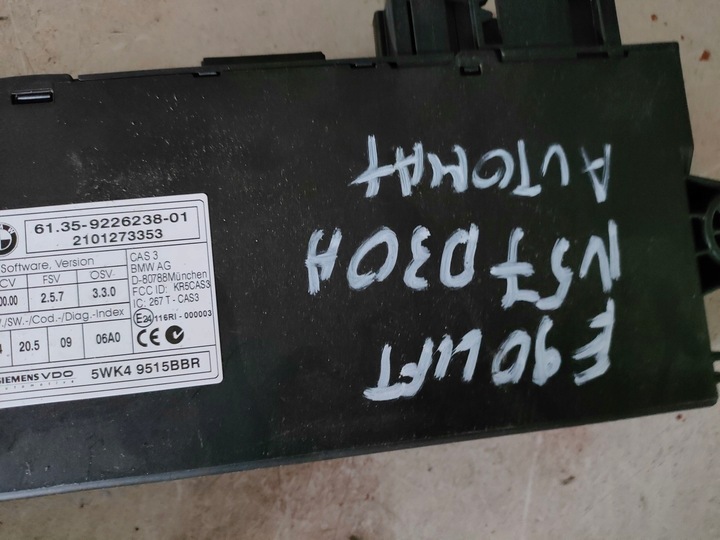 61.35-9226238-01
2101273353
Software, Version
CV FSV OSV
00.00 2.5.7 3.3.0
/SW.-/Cod.-/Diag.-Index
20.5 09 06A0
CAS 3
BMW AG
D-80788München
FCC ID: KR5CAS3
IC: 267 T - CAS3
E24 116RI - 000003
CE
SIEMENS VDO
5WK4 9515BBR
E90 LIFT
N57D30A
AUTOMAT